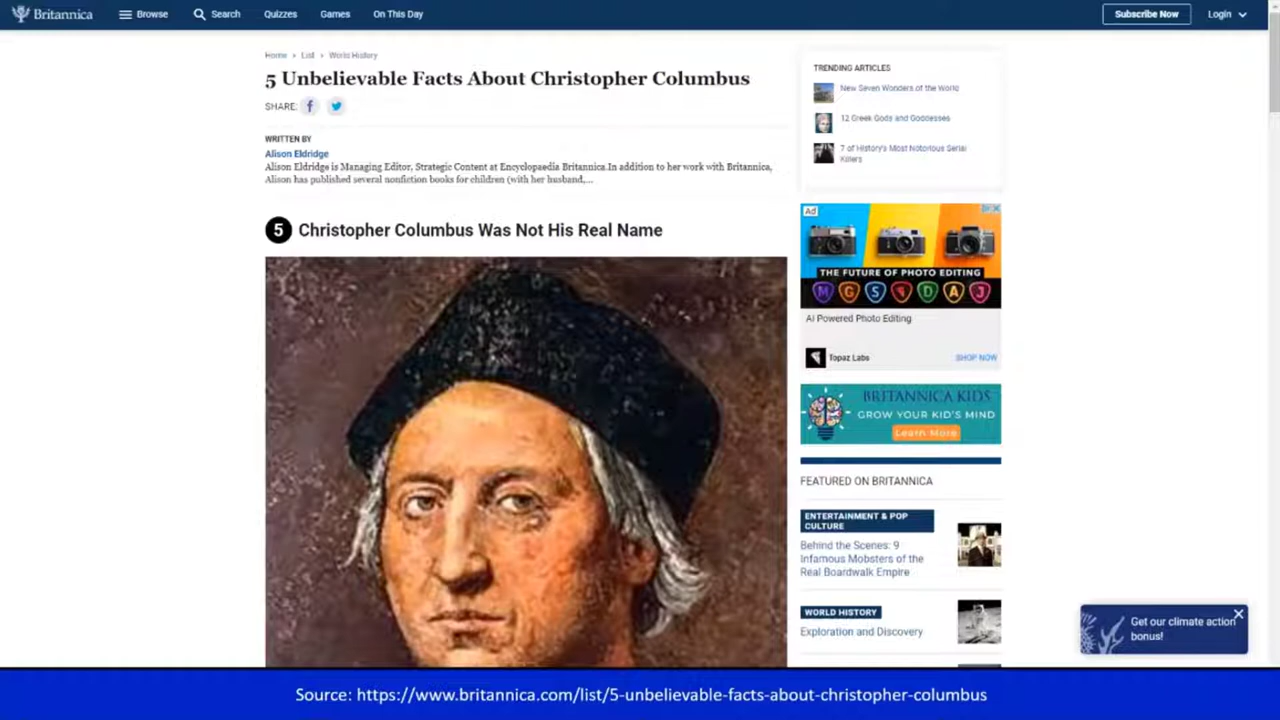 Britannica
Browse
Search
Quizzes
Games
On This Day
Subscribe Now
Login
Home > List > World History
5 Unbelievable Facts About Christopher Columbus
SHARE:
WRITTEN BY
Alison Eldridge
Alison Eldridge is Managing Editor, Strategic Content at Encyclopaedia Britannica.In addition to her work with Britannica,
Alison has published several nonfiction books for children (with her husband,...
5 Christopher Columbus Was Not His Real Name
TRENDING ARTICLES
New Seven Wonders of the World
12 Greek Gods and Goddesses
7 of History's Most Notorious Serial
Killers
Ad
THE FUTURE OF PHOTO EDITING
M G S D A J
AI Powered Photo Editing
Topaz Labs
SHOP NOW
BRITANNICA KIDS
GROW YOUR KID'S MIND
Learn More
FEATURED ON BRITANNICA
ENTERTAINMENT & POP
CULTURE
Behind the Scenes: 9
Infamous Mobsters of the
Real Boardwalk Empire
WORLD HISTORY
Exploration and Discovery
Get our climate action
bonus!
Source: https://www.britannica.com/list/5-unbelievable-facts-about-christopher-columbus